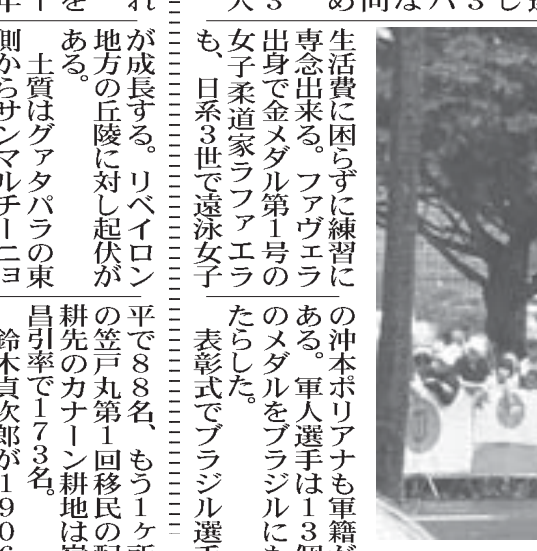 生活費に困らずに練習に
専念出来る。ファヴェラ
出身で金メダル第1号の
女子柔道家ラファエラ
も、日系3世で遠泳女子
の沖本ポリアナも軍籍が
ある。軍人選手は13個
のメダルをブラジルにも
たらした。
表彰式でブラジル選手
が成長する。リベイロン
地方の丘陵に対し起伏が
ある。
土質はグァタパラの東
側からサンマルチーニョ
平で88名、もう1ヶ所
の笠戸丸第1回移民の配
耕先のカナーン耕地は
昌引率で173名。
鈴木貞次郎が190